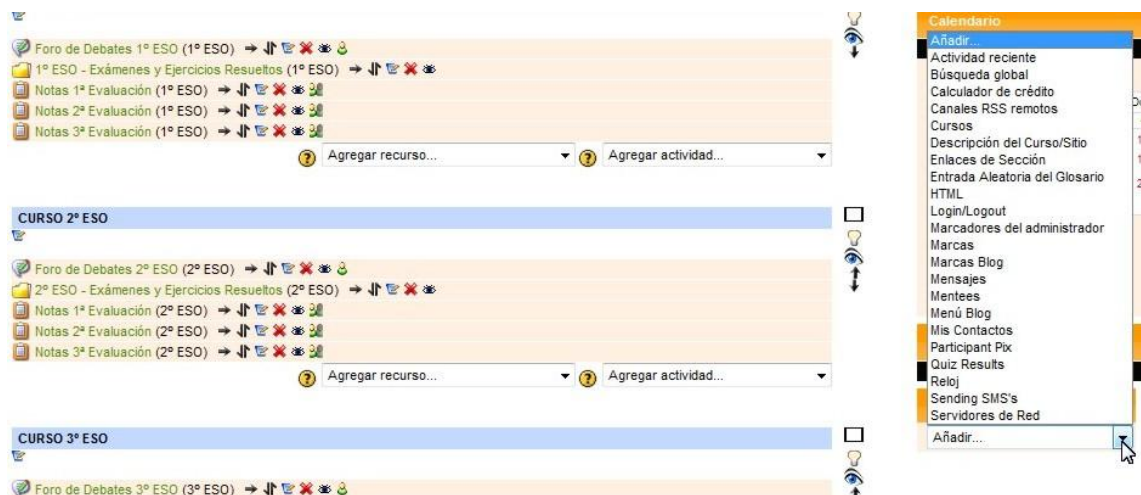 Foro de Debates 1º ESO (1º ESO)
1º ESO - Exámenes y Ejercicios Resueltos (1º ESO)
Notas 1ª Evaluación (1º ESO)
Notas 2ª Evaluación (1º ESO)
Notas 3ª Evaluación (1º ESO)
Agregar recurso... Agregar actividad...
CURSO 2º ESO
Foro de Debates 2º ESO (2º ESO)
2º ESO - Exámenes y Ejercicios Resueltos (2º ESO)
Notas 1ª Evaluación (2º ESO)
Notas 2ª Evaluación (2º ESO)
Notas 3ª Evaluación (2º ESO)
Agregar recurso... Agregar actividad...
CURSO 3º ESO
Foro de Debates 3º ESO (3º ESO)
Calendario
Añadir...
Actividad reciente
Búsqueda global
Calculador de crédito
Canales RSS remotos
Cursos
Descripción del Curso/Sitio
Enlaces de Sección
Entrada Aleatoria del Glosario
HTML
Login/Logout
Marcadores del administrador
Marcas
Marcas Blog
Mensajes
Mentees
Menú Blog
Mis Contactos
Participant Pix
Quiz Results
Reloj
Sending SMS's
Servidores de Red
Añadir...